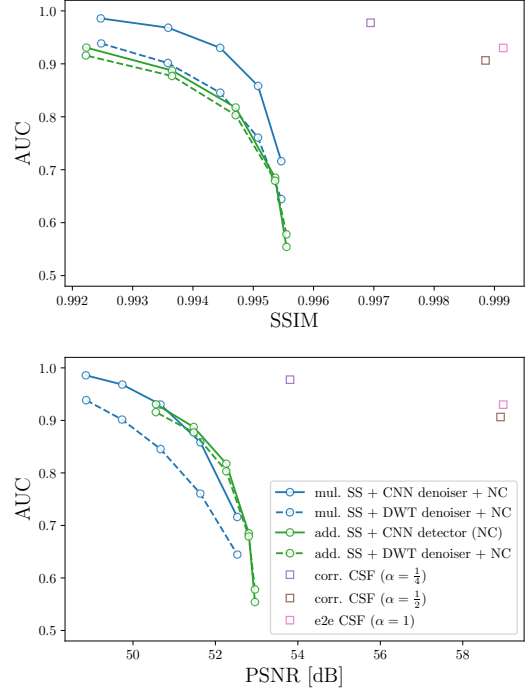 1.0
0.9
0.8
0.7
0.6
0.5
AUC
0.992 0.993 0.994 0.995 0.996 0.997 0.998 0.999
SSIM
1.0
0.9
0.8
0.7
0.6
0.5
AUC
mul. SS + CNN denoiser + NC
mul. SS + DWT denoiser + NC
add. SS + CNN detector (NC)
add. SS + DWT denoiser + NC
corr. CSF (α = 1/4)
corr. CSF (α = 1/2)
e2e CSF (α = 1)
50 52 54 56 58
PSNR [dB]